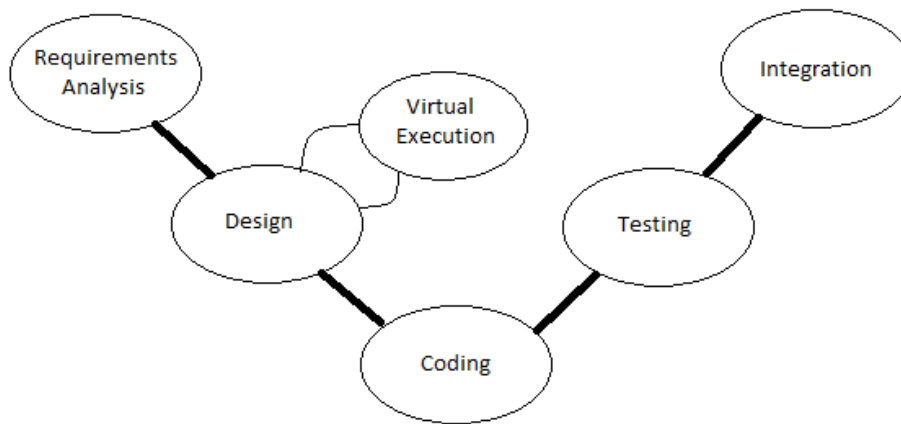 Requirements
Analysis
Design
Virtual
Execution
Coding
Testing
Integration